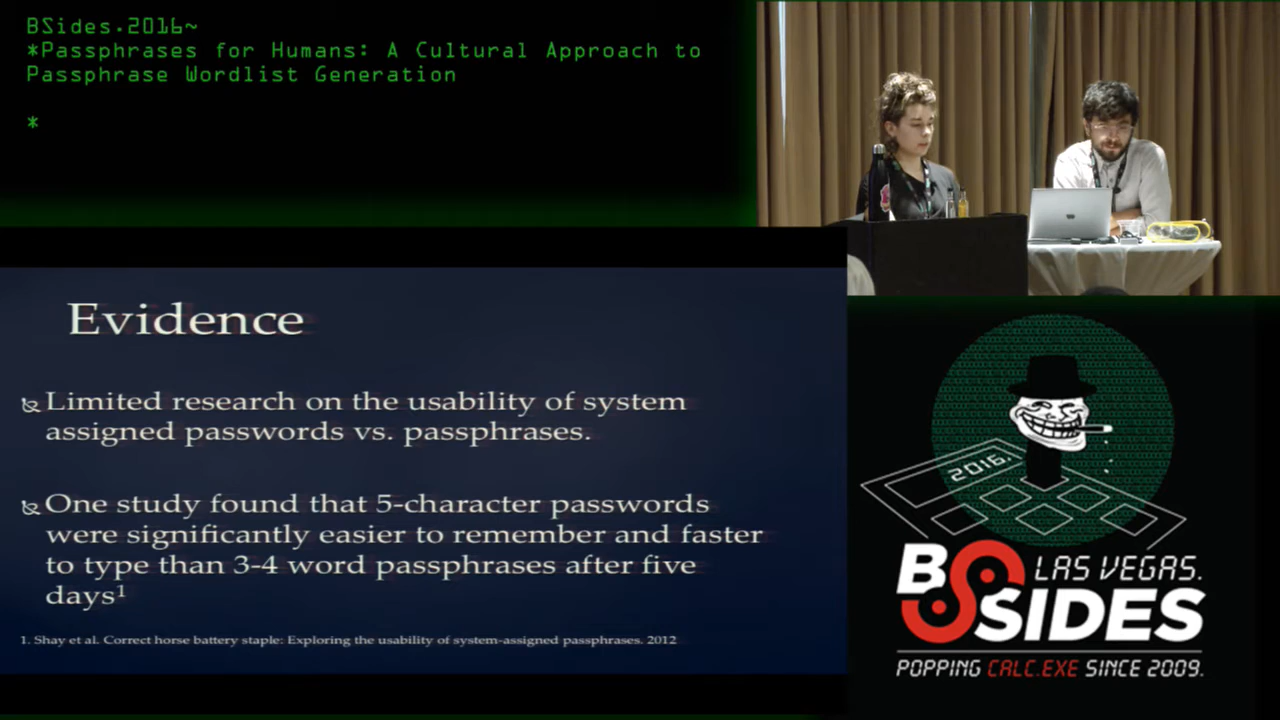 BSides.2016~
*Passphrases for Humans: A Cultural Approach to
Passphrase Wordlist Generation
*
Evidence
Limited research on the usability of system
assigned passwords vs. passphrases.
One study found that 5-character passwords
were significantly easier to remember and faster
to type than 3-4 word passphrases after five
days¹
1. Shay et al. Correct horse battery staple: Exploring the usability of system-assigned passphrases. 2012
2016.
BSIDES
LAS VEGAS.
POPPING CALC.EXE SINCE 2009.